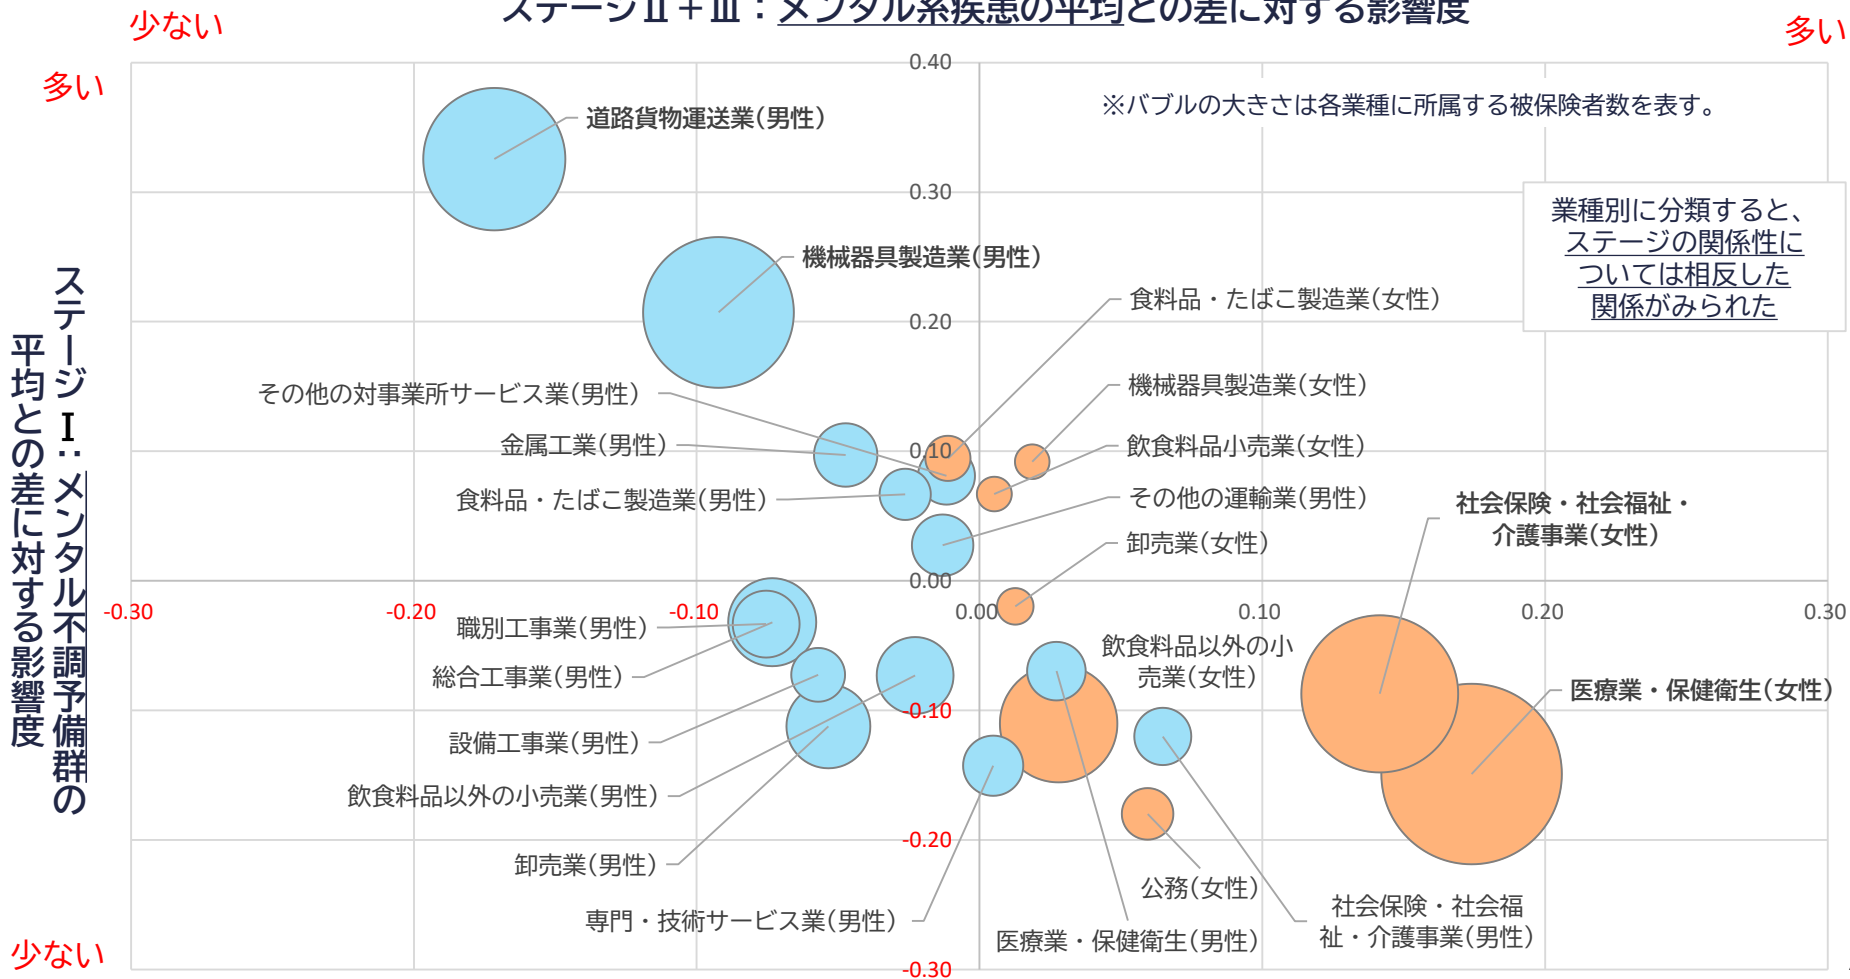 ステージⅡ+Ⅲ:メンタル系疾患の平均との差に対する影響度
少ない
多い
多い
0.40
※バブルの大きさは各業種に所属する被保険者数を表す。
道路貨物運送業(男性)
0.30
業種別に分類すると、
ステージの関係性に
ついては相反した
関係がみられた
機械器具製造業(男性)
食料品・たばこ製造業(女性)
0.20
その他の対事業所サービス業(男性)
機械器具製造業(女性)
金属工業(男性)
0.10
飲食料品小売業(女性)
食料品・たばこ製造業(男性)
その他の運輸業(男性)
社会保険・社会福祉・
介護事業(女性)
卸売業(女性)
0.00
-0.30
-0.20
-0.10
0.00
0.10
0.20
0.30
職別工事業(男性)
飲食料品以外の小
売業(女性)
総合工事業(男性)
医療業・保健衛生(女性)
-0.10
設備工事業(男性)
飲食料品以外の小売業(男性)
-0.20
卸売業(男性)
公務(女性)
専門・技術サービス業(男性)
社会保険・社会福
祉・介護事業(男性)
医療業・保健衛生(男性)
-0.30
ステージⅠ:メンタル不調予備群の
平均との差に対する影響度
少ない